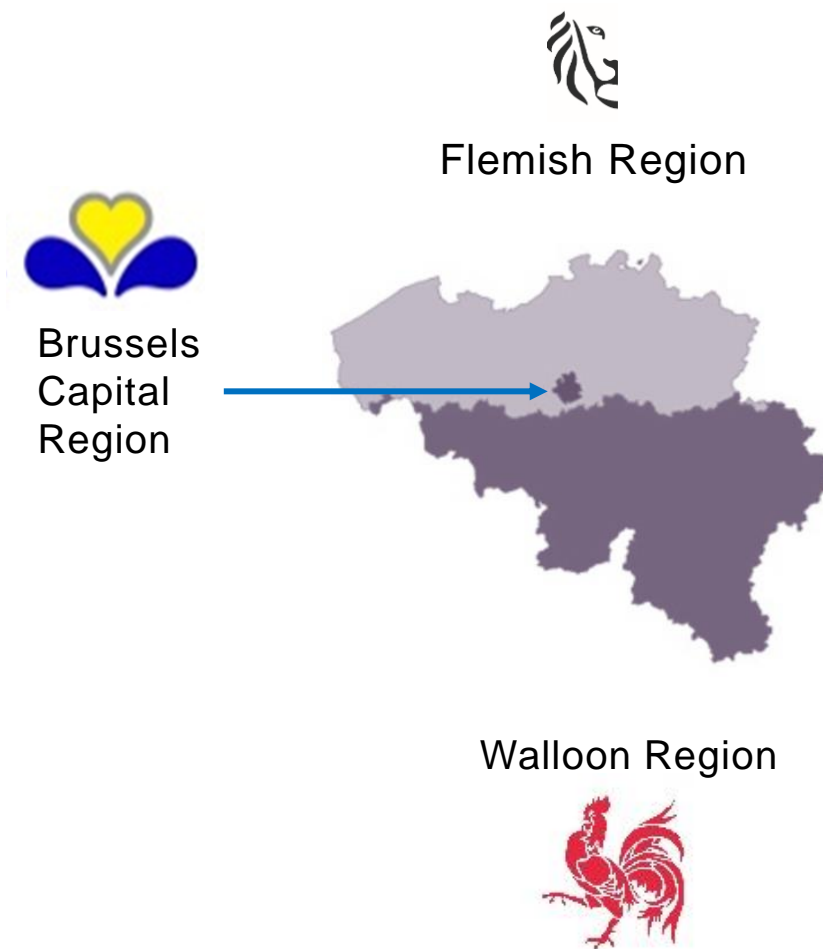 Flemish Region
Brussels
Capital
Region
Walloon Region